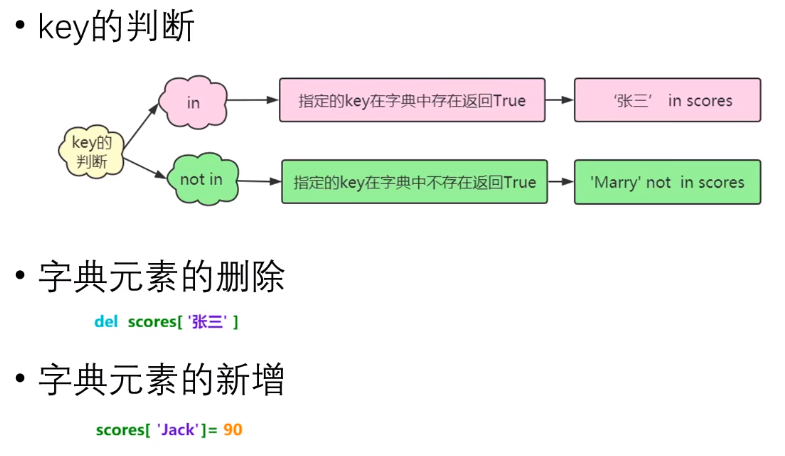 • key的判断
key的
判断
in
指定的key在字典中存在返回True
‘张三’ in scores
not in
指定的key在字典中不存在返回True
'Marry' not in scores
• 字典元素的删除
del scores[ '张三' ]
• 字典元素的新增
scores[ 'Jack']= 90